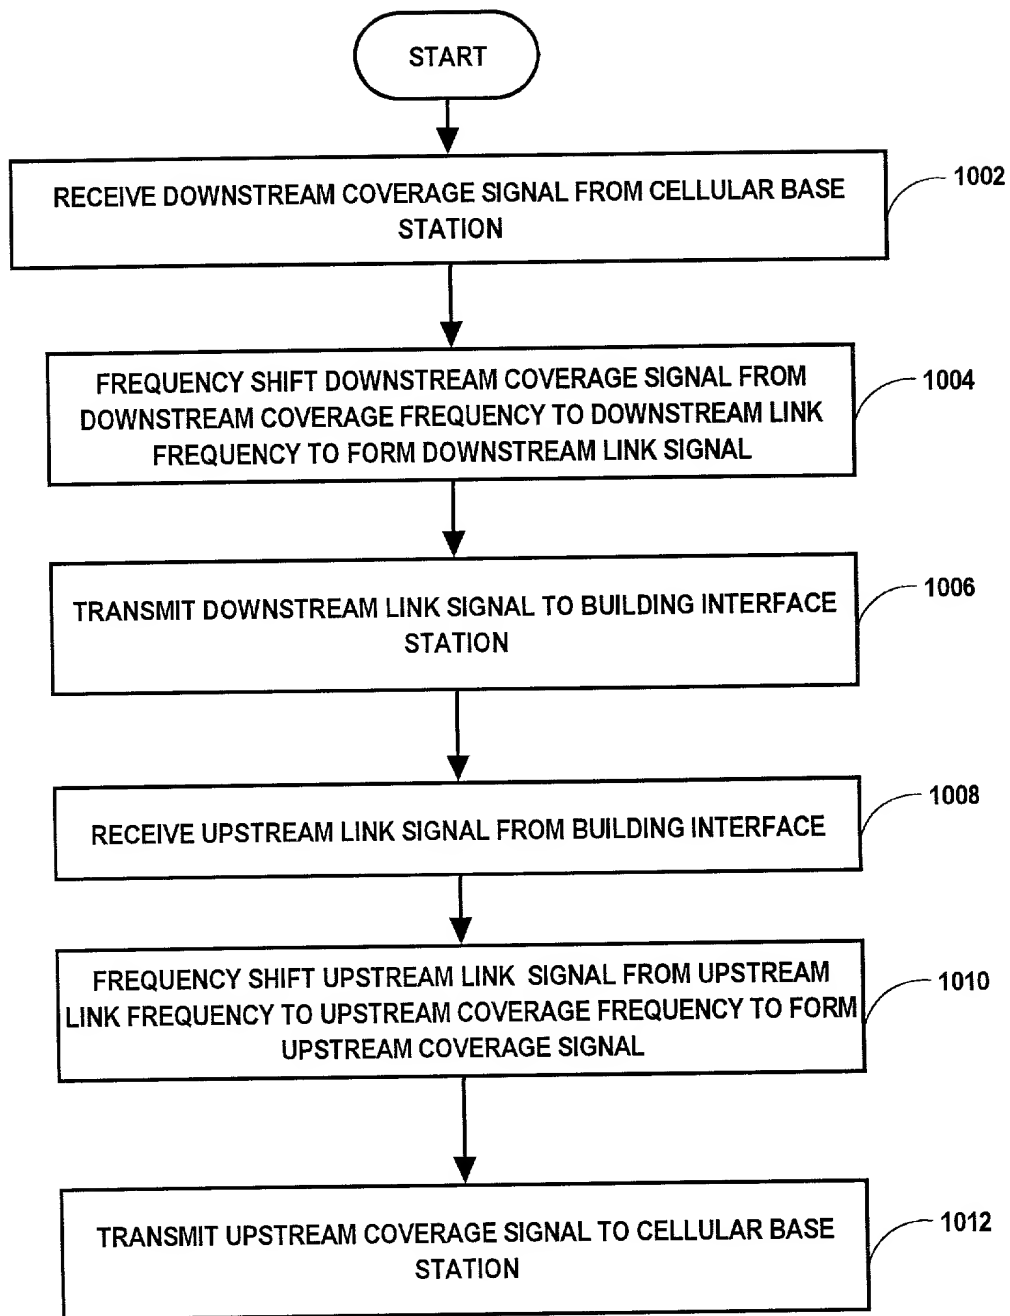 START
RECEIVE DOWNSTREAM COVERAGE SIGNAL FROM CELLULAR BASE
STATION
1002
FREQUENCY SHIFT DOWNSTREAM COVERAGE SIGNAL FROM
DOWNSTREAM COVERAGE FREQUENCY TO DOWNSTREAM LINK
FREQUENCY TO FORM DOWNSTREAM LINK SIGNAL
1004
TRANSMIT DOWNSTREAM LINK SIGNAL TO BUILDING INTERFACE
STATION
1006
RECEIVE UPSTREAM LINK SIGNAL FROM BUILDING INTERFACE
1008
FREQUENCY SHIFT UPSTREAM LINK SIGNAL FROM UPSTREAM
LINK FREQUENCY TO UPSTREAM COVERAGE FREQUENCY TO FORM
UPSTREAM COVERAGE SIGNAL
1010
TRANSMIT UPSTREAM COVERAGE SIGNAL TO CELLULAR BASE
STATION
1012